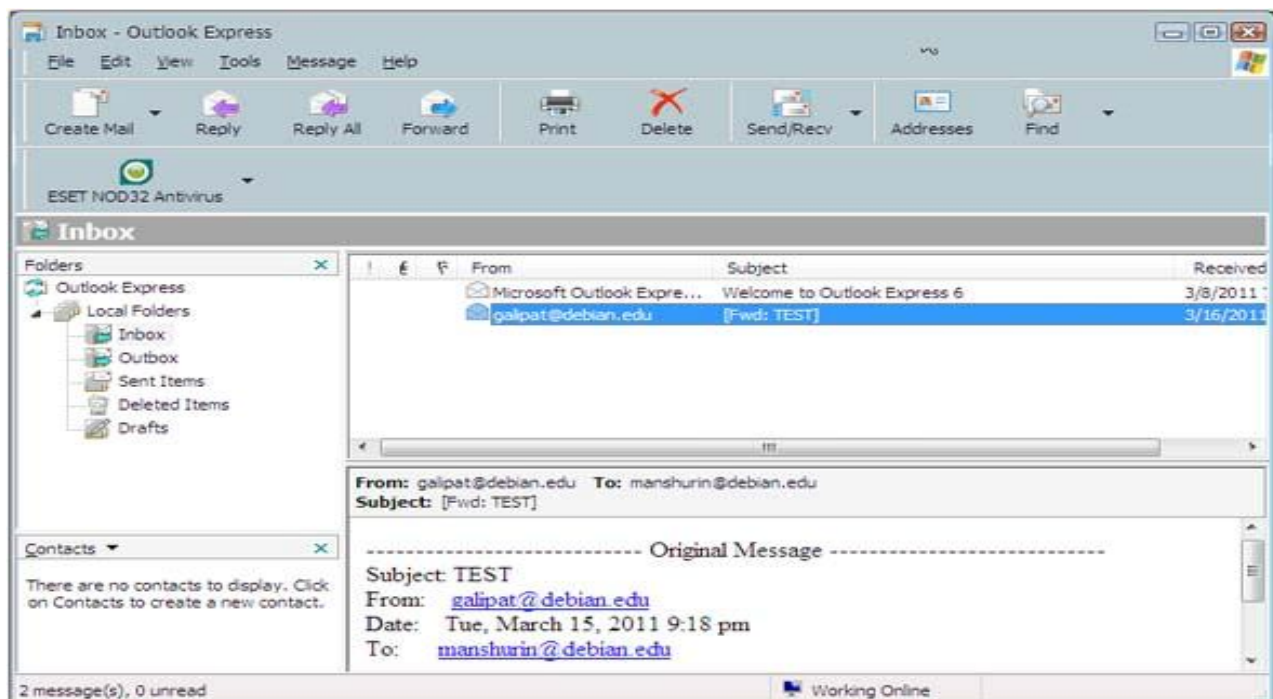 Inbox - Outlook Express
File Edit View Tools Message Help
Create Mail Reply Reply All Forward Print Delete Send/Recv Addresses Find
ESET NOD32 Antivirus
Inbox
Folders
Outlook Express
Local Folders
Inbox
Outbox
Sent Items
Deleted Items
Drafts
Contacts
There are no contacts to display. Click
on Contacts to create a new contact.
! From Subject Received
Microsoft Outlook Expre... Welcome to Outlook Express 6 3/8/2011
galipat@debian.edu [Fwd: TEST] 3/16/2011
From: galipat@debian.edu To: manshurin@debian.edu
Subject: [Fwd: TEST]
---------------------------- Original Message ----------------------------
Subject: TEST
From: galipat@debian.edu
Date: Tue, March 15, 2011 9:18 pm
To: manshurin@debian.edu
2 message(s), 0 unread
Working Online